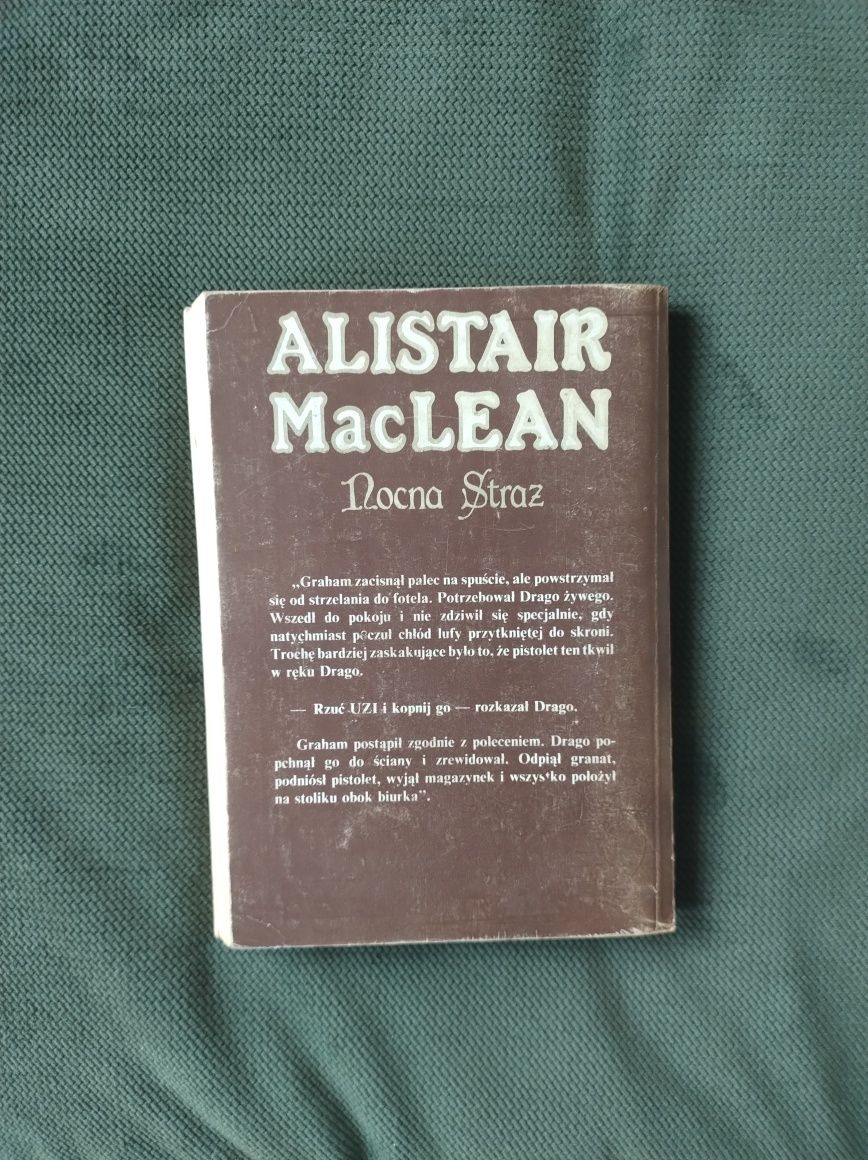 ALISTAIR
MacLEAN
Nocna Straż
„Graham zacisnął palec na spuście, ale powstrzymał
się od strzelania do fotela. Potrzebował Drago żywego.
Wszedł do pokoju i nie zdziwił się specjalnie, gdy
natychmiast poczuł chłód lufy przytkniętej do skroni.
Trochę bardziej zaskakujące było to, że pistolet ten tkwił
w ręku Drago.
— Rzuć UZI i kopnij go — rozkazał Drago.
Graham postąpił zgodnie z poleceniem. Drago po-
pchnął go do ściany i zrewidował. Odpiął granat,
podniósł pistolet, wyjął magazynek i wszystko położył
na stoliku obok biurka”.